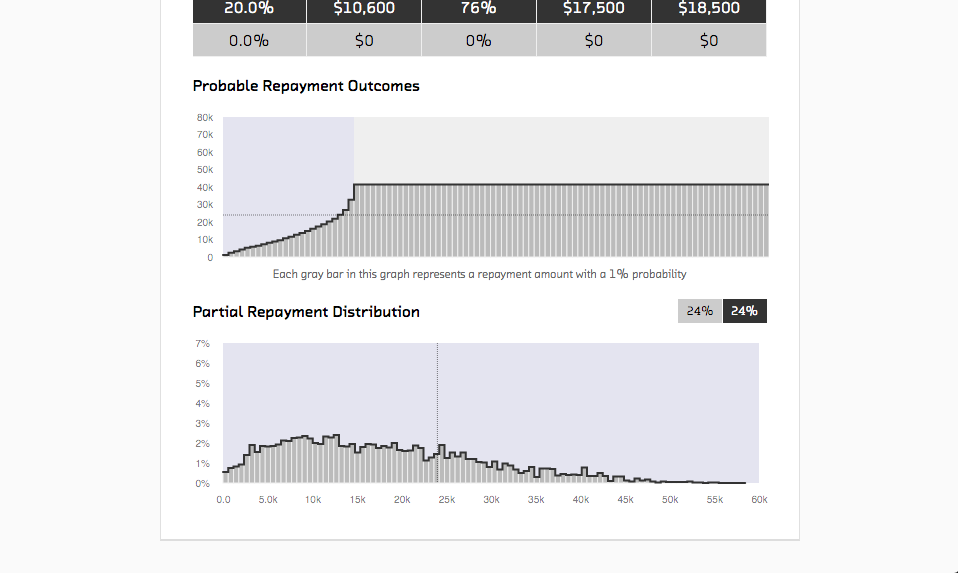 20.0% $10,600 76% $17,500 $18,500
0.0% $0 0% $0 $0
Probable Repayment Outcomes
80k
70k
60k
50k
40k
30k
20k
10k
0
Each gray bar in this graph represents a repayment amount with a 1% probability
Partial Repayment Distribution 24% 24%
7%
6%
5%
4%
3%
2%
1%
0%
0.0 5.0k 10k 15k 20k 25k 30k 35k 40k 45k 50k 55k 60k